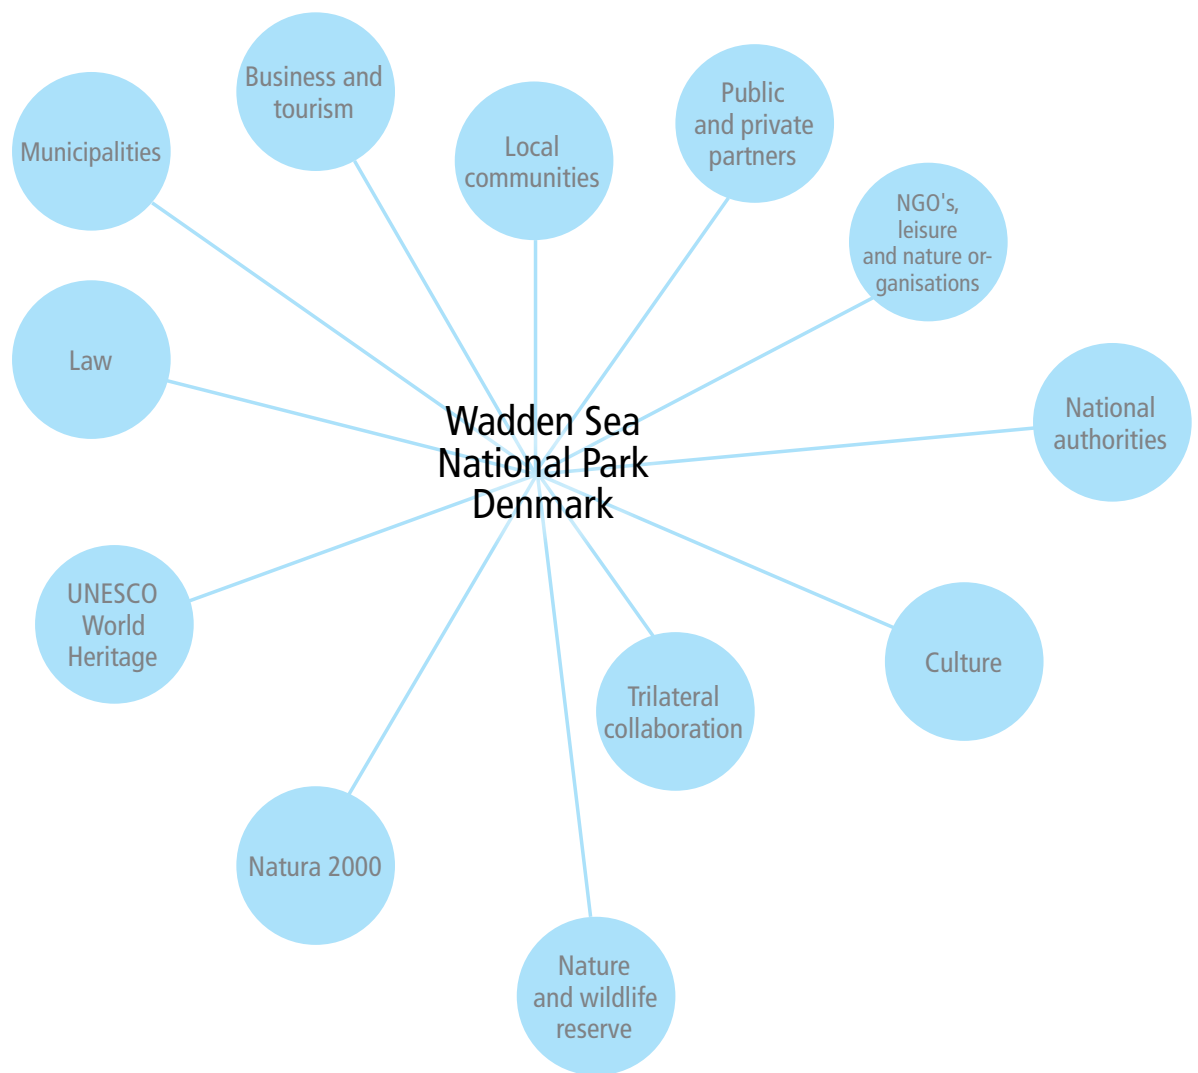 Business and
tourism
Municipalities
Local
communities
Public
and private
partners
NGO's,
leisure
and nature or-
ganisations
Law
National
authorities
Wadden Sea
National Park
Denmark
UNESCO
World
Heritage
Culture
Trilateral
collaboration
Natura 2000
Nature
and wildlife
reserve